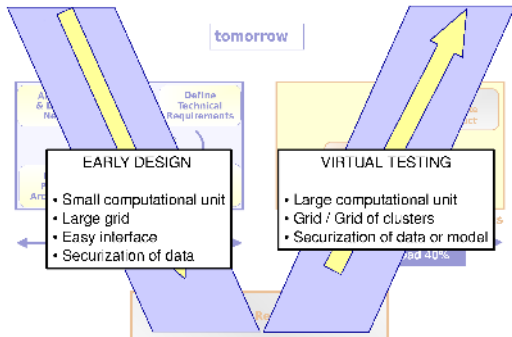 tomorrow
Define
Technical
Requirements
EARLY DESIGN
• Small computational unit
• Large grid
• Easy interface
• Securization of data
VIRTUAL TESTING
• Large computational unit
• Grid / Grid of clusters
• Securization of data or model
40%